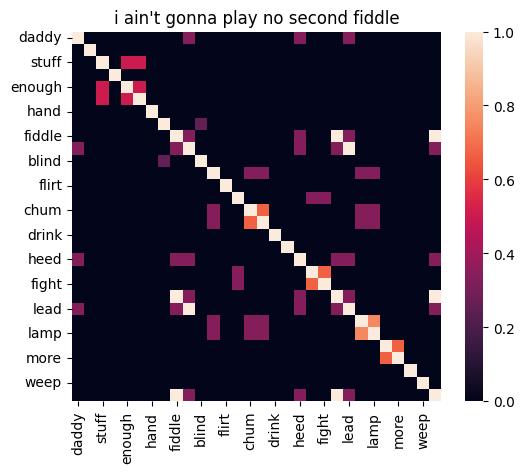 i ain't gonna play no second fiddle
daddy
stuff
enough
hand
fiddle
blind
flirt
chum
drink
heed
fight
lead
lamp
more
weep
daddy
stuff
enough
hand
fiddle
blind
flirt
chum
drink
heed
fight
lead
lamp
more
weep
1.0
0.8
0.6
0.4
0.2
0.0